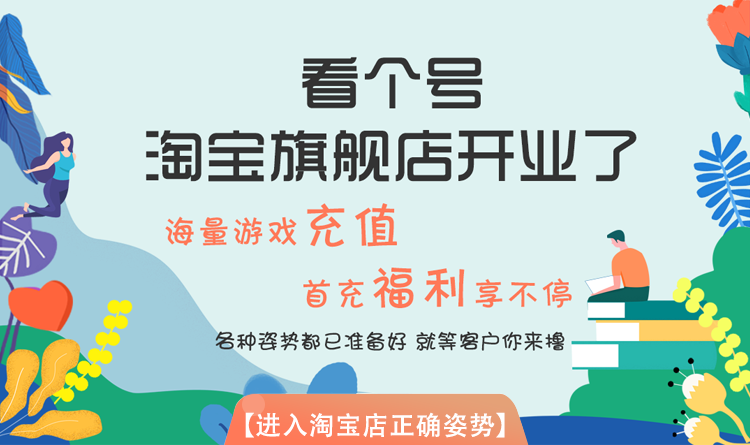 看个号
淘宝旗舰店开业了
海量游戏充值
首充福利享不停
各种姿势都已准备好 就等客户你来撸
【进入淘宝店正确姿势】